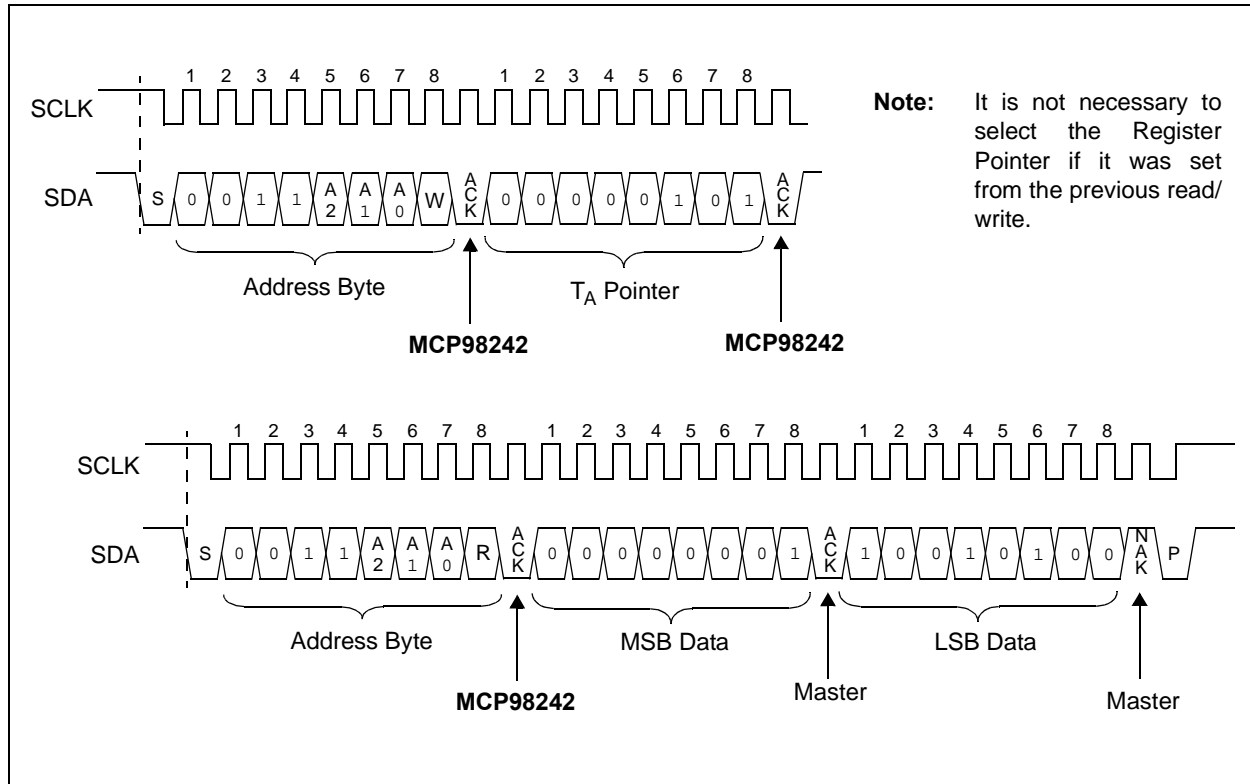 1 2 3 4 5 6 7 8 1 2 3 4 5 6 7 8
SCLK
SDA
S 0 0 1 1 A2 A1 A0 W ACK 0 0 0 0 0 1 0 1 ACK
Address Byte
TA Pointer
MCP98242
MCP98242
Note: It is not necessary to
select the Register
Pointer if it was set
from the previous read/
write.
1 2 3 4 5 6 7 8 1 2 3 4 5 6 7 8 1 2 3 4 5 6 7 8
SCLK
SDA
S 0 0 1 1 A2 A1 A0 R ACK 0 0 0 0 0 0 0 1 ACK 1 0 0 1 0 1 0 0 NAK P
Address Byte
MSB Data
LSB Data
MCP98242
Master
Master